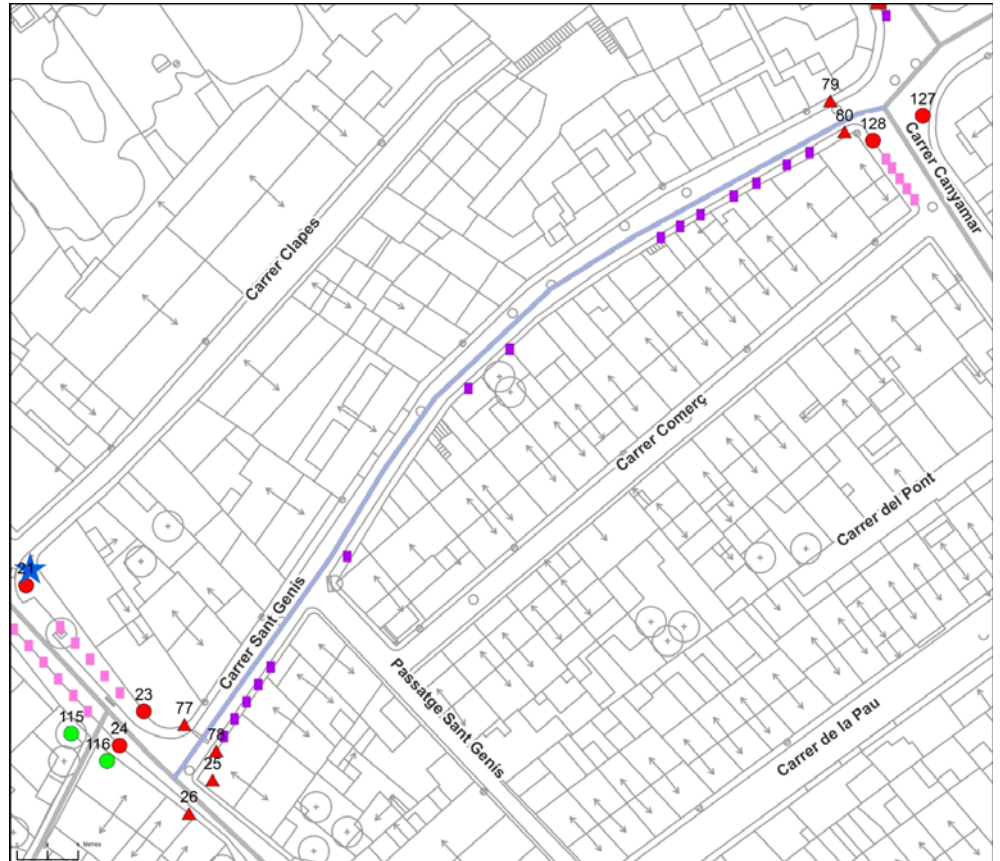 79
127
80
128
Carrer Canyamar
Carrer Clapes
Carrer Comerç
Carrer del Pont
21
Carrer Sant Genís
Passatge Sant Genís
Carrer de la Pau
23
77
115
24
78
116
25
26
Metres